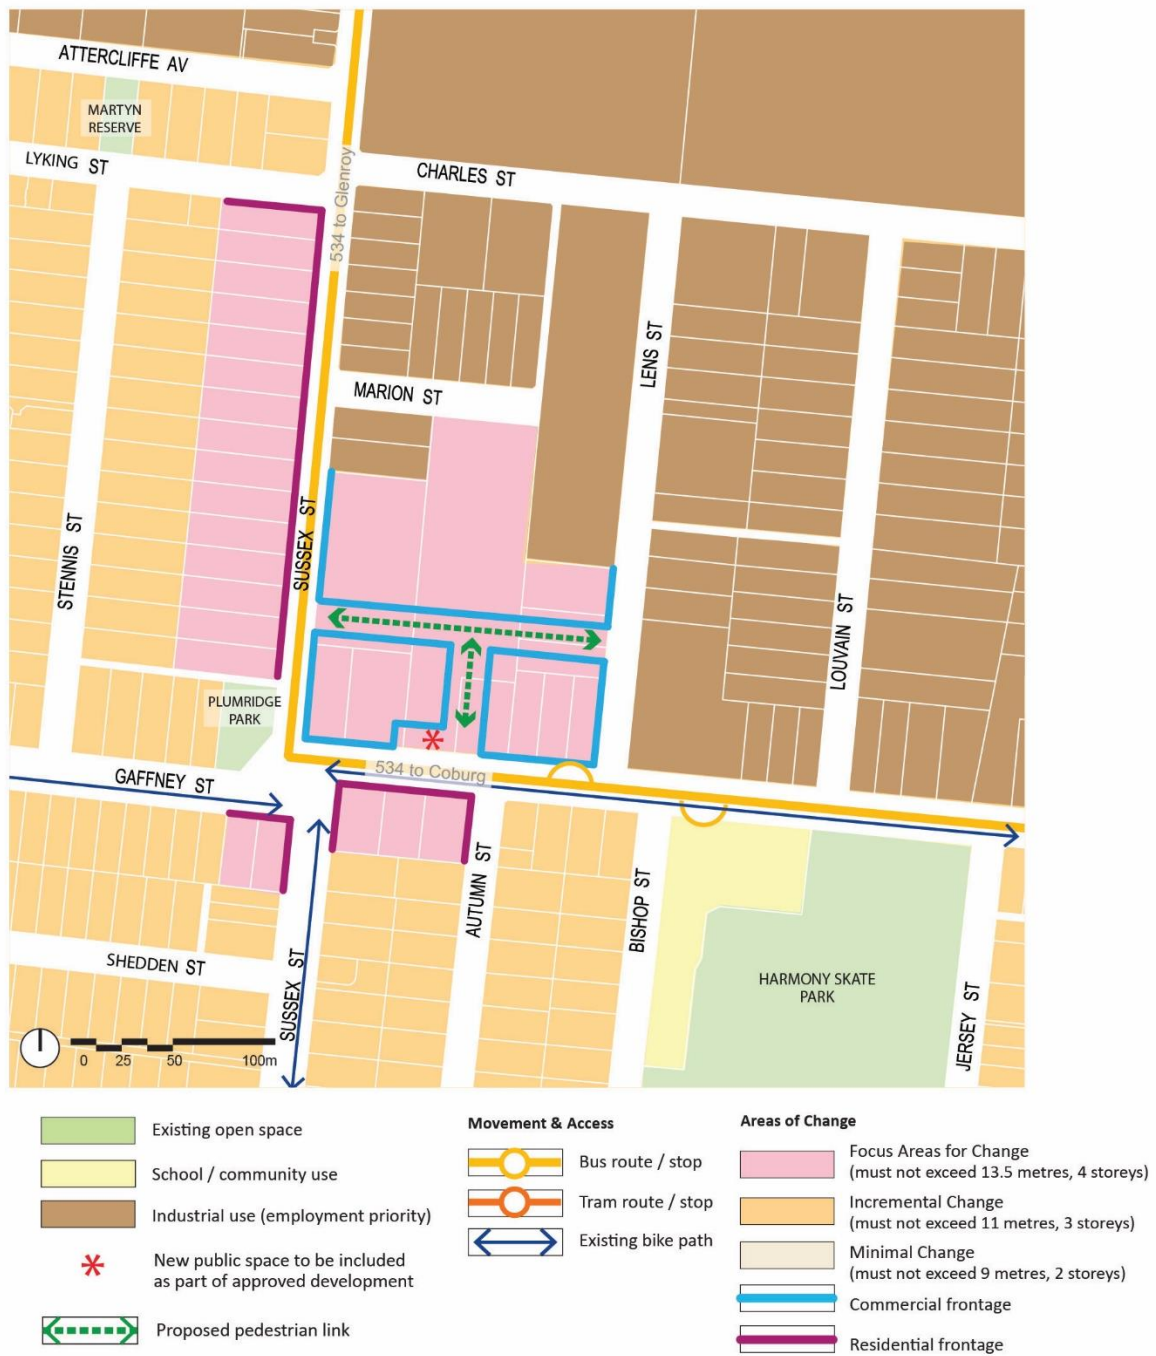 ATTERCLIFFE AV
MARTYN
RESERVE
LYKING ST
CHARLES ST
534 to Glenroy
MARION ST
LENS ST
SUSSEX ST
STENNIS ST
LOUVAIN ST
PLUMRIDGE
PARK
GAFFNEY ST
534 to Coburg
AUTUMN ST
BISHOP ST
SHEDDEN ST
SUSSEX ST
HARMONY SKATE
PARK
JERSEY ST
0 25 50 100m
Existing open space
School / community use
Industrial use (employment priority)
New public space to be included
as part of approved development
Proposed pedestrian link
Movement & Access
Bus route / stop
Tram route / stop
Existing bike path
Areas of Change
Focus Areas for Change
(must not exceed 13.5 metres, 4 storeys)
Incremental Change
(must not exceed 11 metres, 3 storeys)
Minimal Change
(must not exceed 9 metres, 2 storeys)
Commercial frontage
Residential frontage